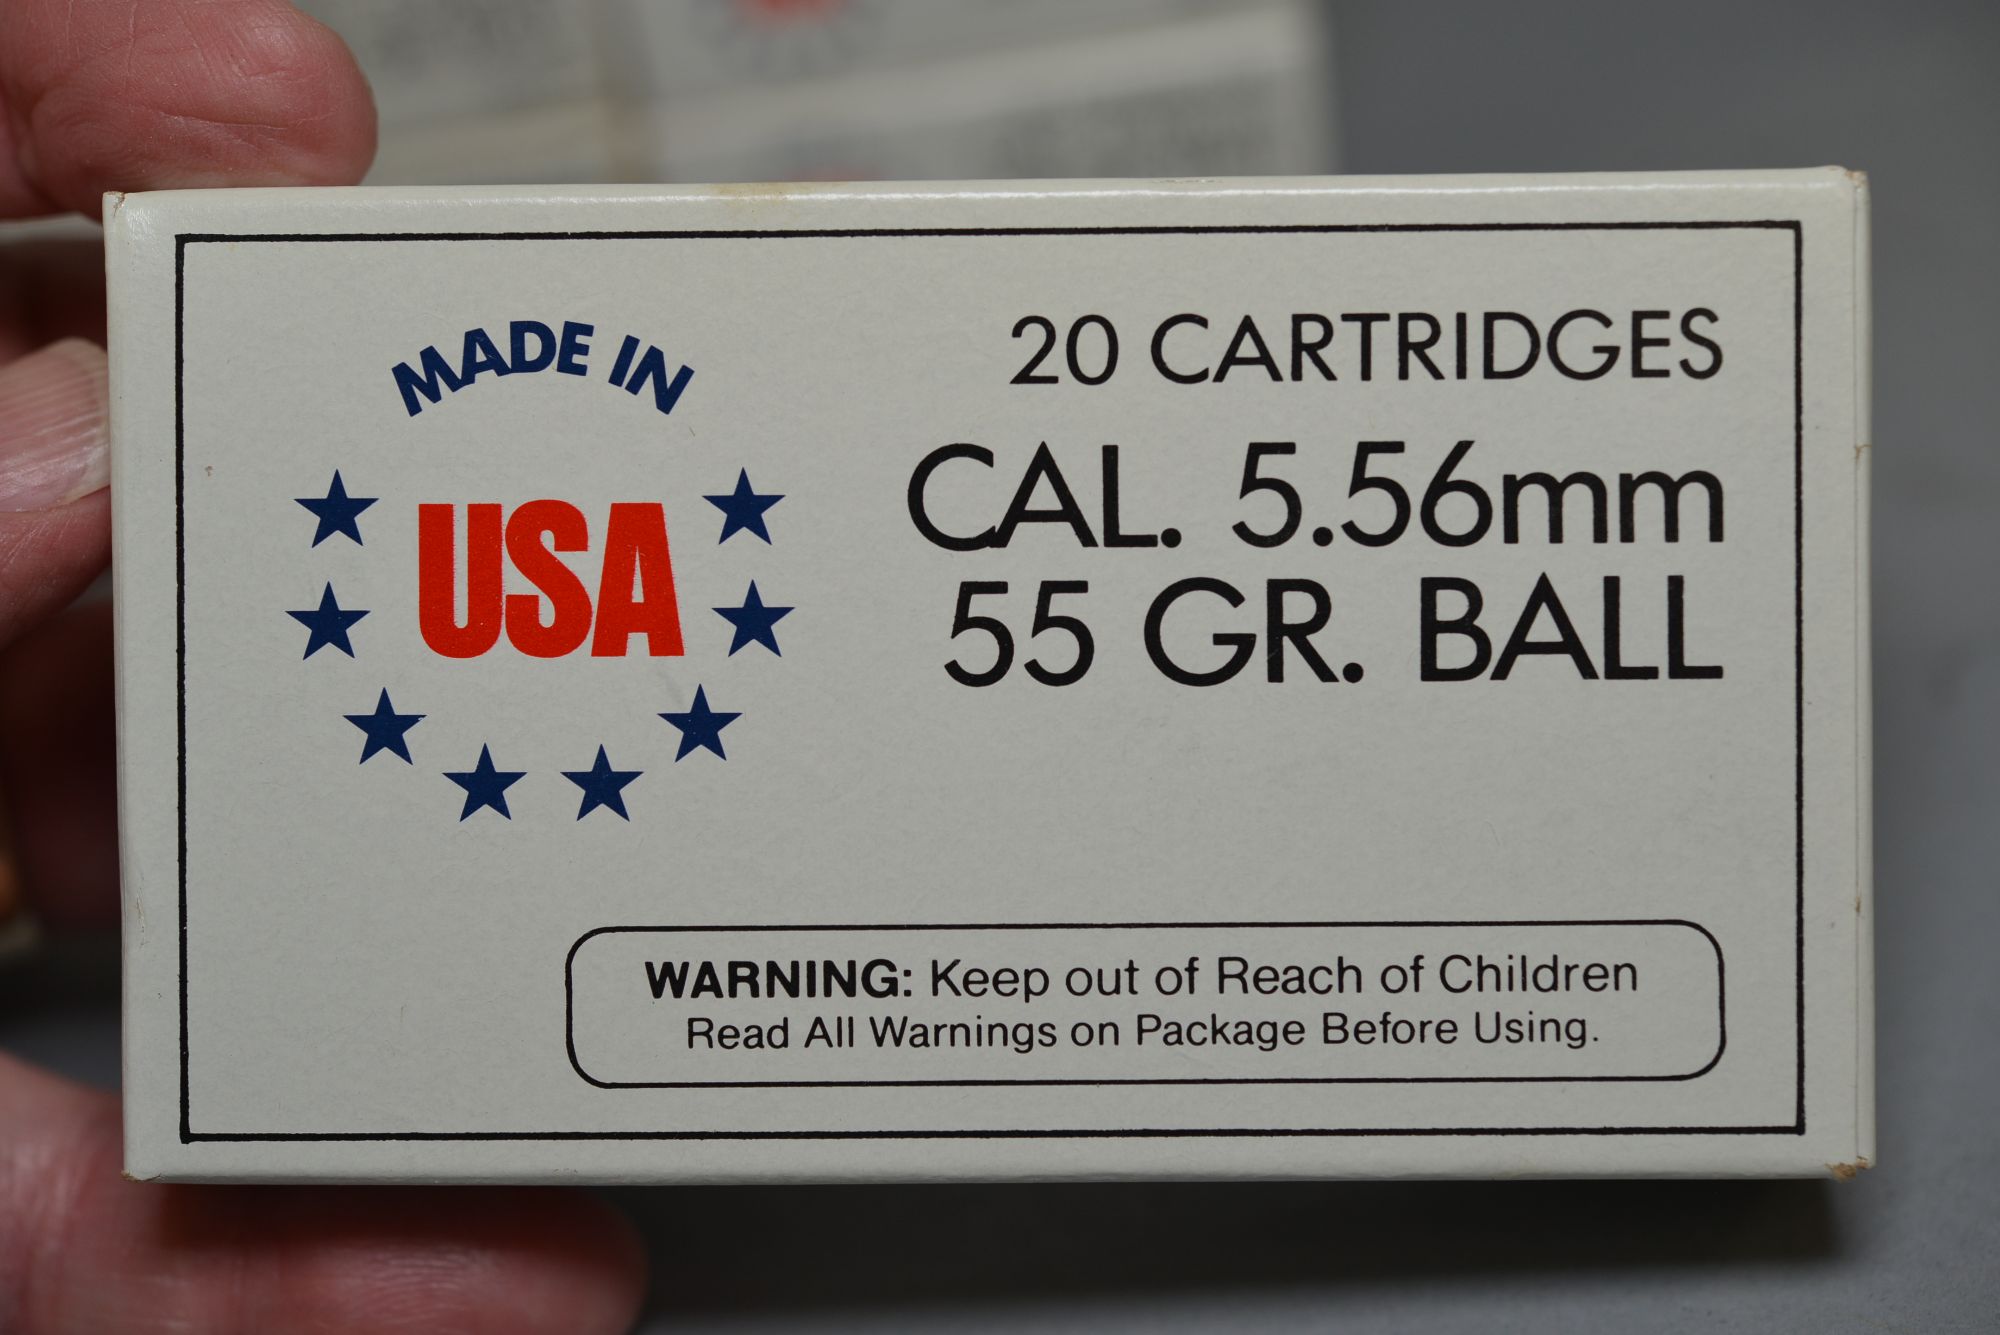 MADE IN
USA
20 CARTRIDGES
CAL. 5.56mm
55 GR. BALL
WARNING: Keep out of Reach of Children
Read All Warnings on Package Before Using.